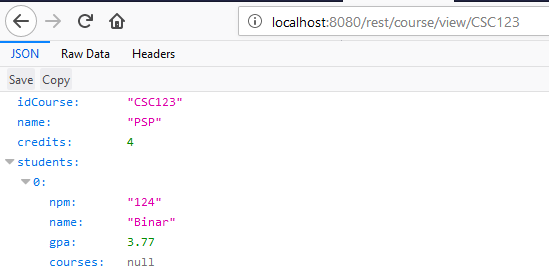 localhost:8080/rest/course/view/CSC123
JSON Raw Data Headers
Save Copy
idCourse: "CSC123"
name: "PSP"
credits: 4
students:
0:
npm: "124"
name: "Binar"
gpa: 3.77
courses: null